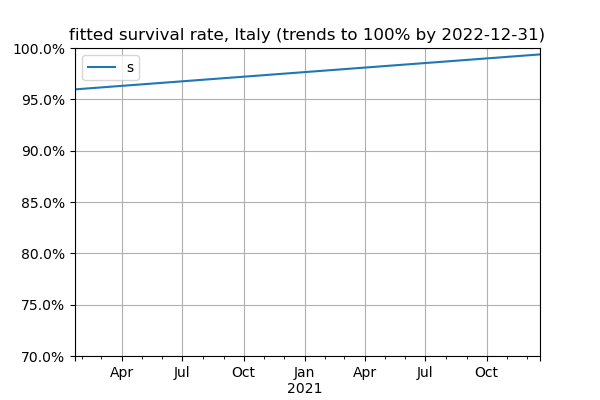 fitted survival rate, Italy (trends to 100% by 2022-12-31)
100.0%
s
95.0%
90.0%
85.0%
80.0%
75.0%
70.0%
Apr Jul Oct Jan Apr Jul Oct
2021